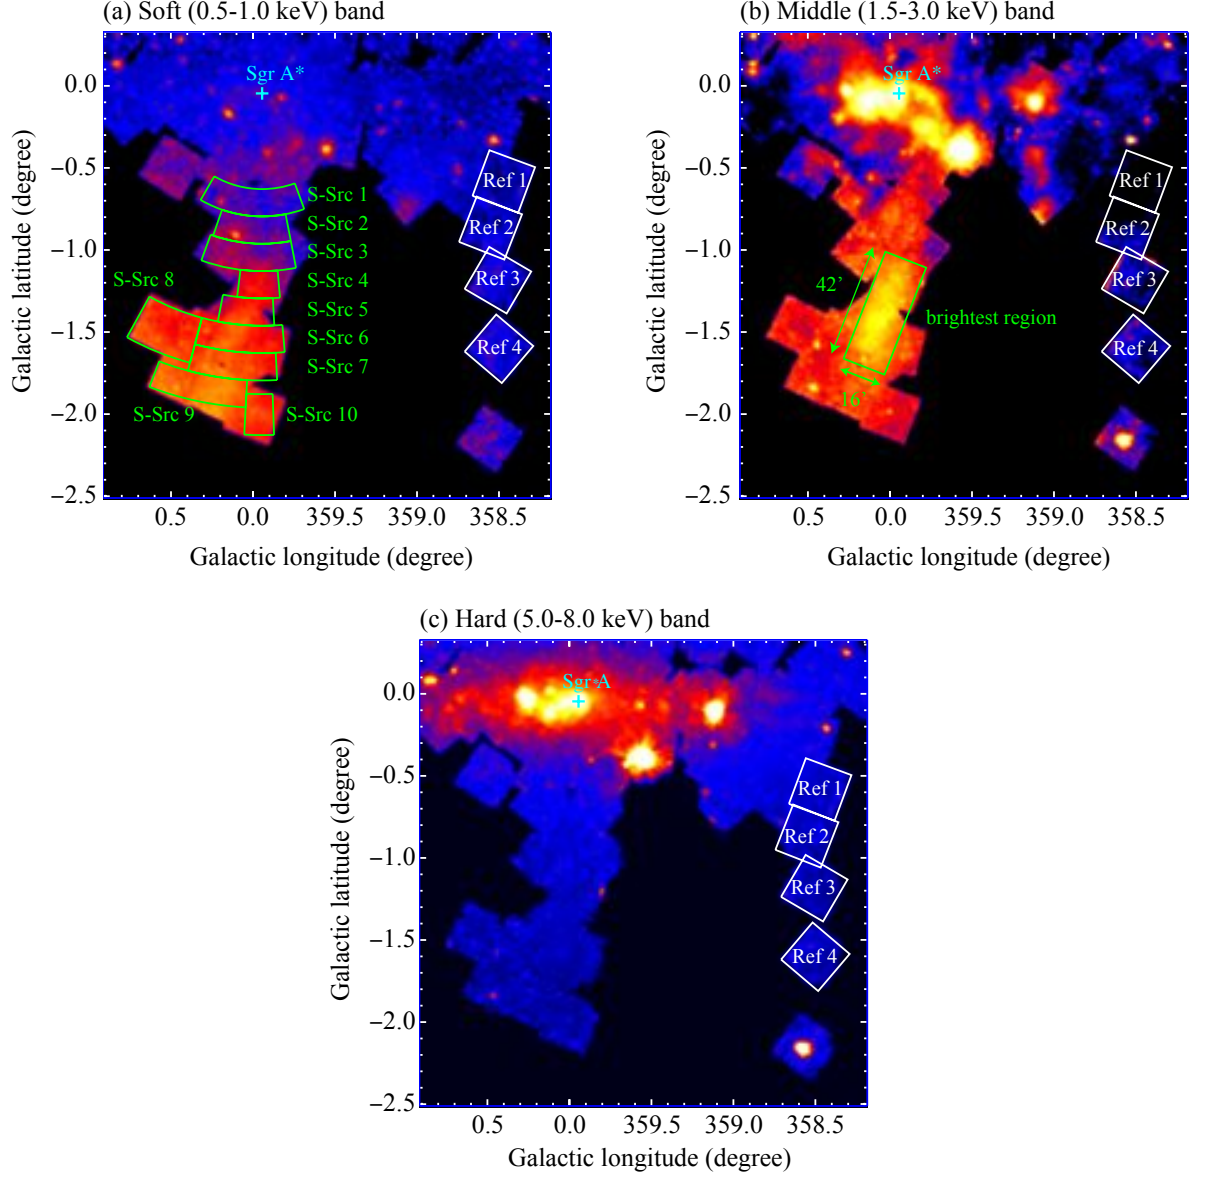 (a) Soft (0.5-1.0 keV) band
Sgr A*
0.0
−0.5
−1.0
−1.5
−2.0
−2.5
Galactic latitude (degree)
S-Src 1
S-Src 2
S-Src 3
S-Src 4
S-Src 5
S-Src 6
S-Src 7
S-Src 8
S-Src 9
S-Src 10
Ref 1
Ref 2
Ref 3
Ref 4
0.5 0.0 359.5 359.0 358.5
Galactic longitude (degree)
(b) Middle (1.5-3.0 keV) band
Sgr A*
0.0
−0.5
−1.0
−1.5
−2.0
−2.5
Galactic latitude (degree)
42'
brightest region
16'
Ref 1
Ref 2
Ref 3
Ref 4
0.5 0.0 359.5 359.0 358.5
Galactic longitude (degree)
(c) Hard (5.0-8.0 keV) band
Sgr*A
0.0
−0.5
−1.0
−1.5
−2.0
−2.5
Galactic latitude (degree)
Ref 1
Ref 2
Ref 3
Ref 4
0.5 0.0 359.5 359.0 358.5
Galactic longitude (degree)